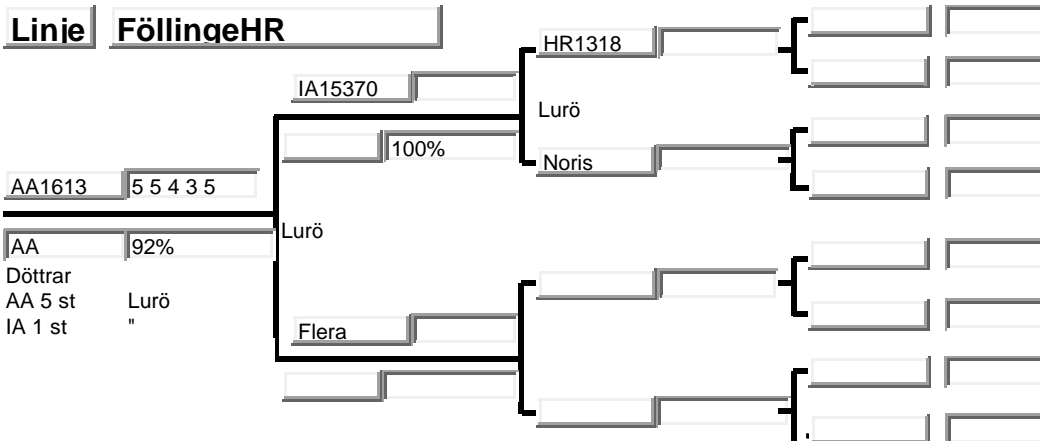 Linje FöllingeHR
HR1318
IA15370
Lurö
100%
Noris
AA1613 5 5 4 3 5
Lurö
AA 92%
Döttrar
AA 5 st Lurö
IA 1 st "
Flera